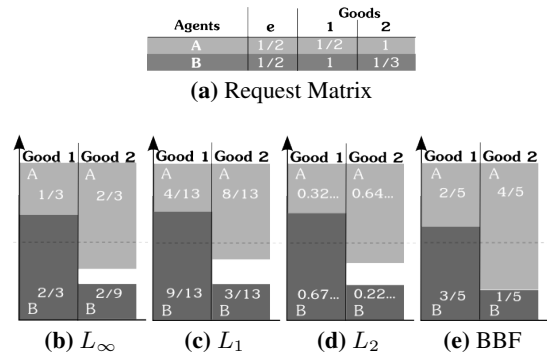 Goods
Agents e 1 2
A 1/2 1/2 1
B 1/2 1 1/3
(a) Request Matrix
Good 1 Good 2 Good 1 Good 2 Good 1 Good 2 Good 1 Good 2
A A A A
1/3 2/3 4/13 8/13 0.32... 0.64... 2/5 4/5
2/3 2/9 9/13 3/13 0.67... 0.22... 3/5 1/5
B B B B B B B B
(b) L∞ (c) L1 (d) L2 (e) BBF